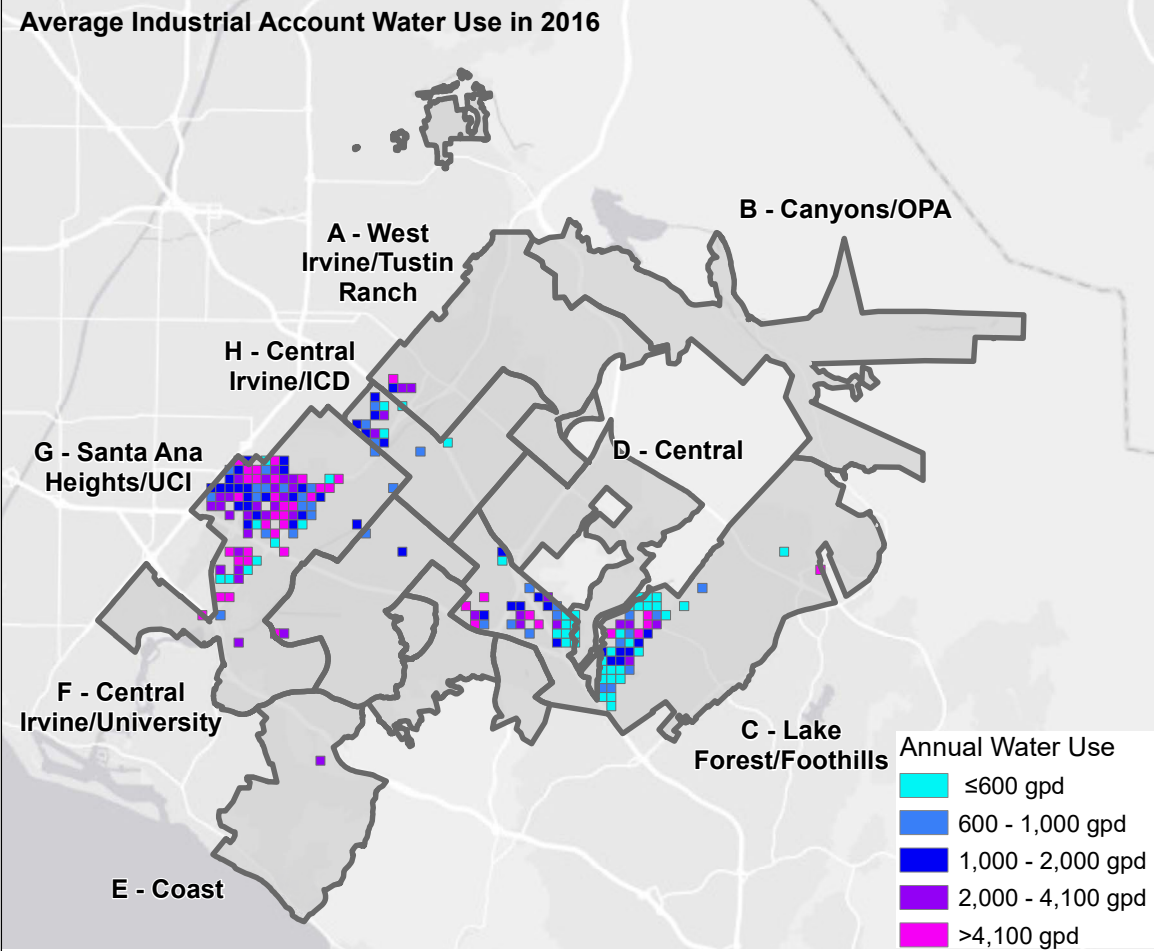 Average Industrial Account Water Use in 2016
B - Canyons/OPA
A - West
Irvine/Tustin
Ranch
H - Central
Irvine/ICD
G - Santa Ana
Heights/UCI
D - Central
F - Central
Irvine/University
C - Lake
Forest/Foothills
E - Coast
Annual Water Use
≤600 gpd
600 - 1,000 gpd
1,000 - 2,000 gpd
2,000 - 4,100 gpd
>4,100 gpd